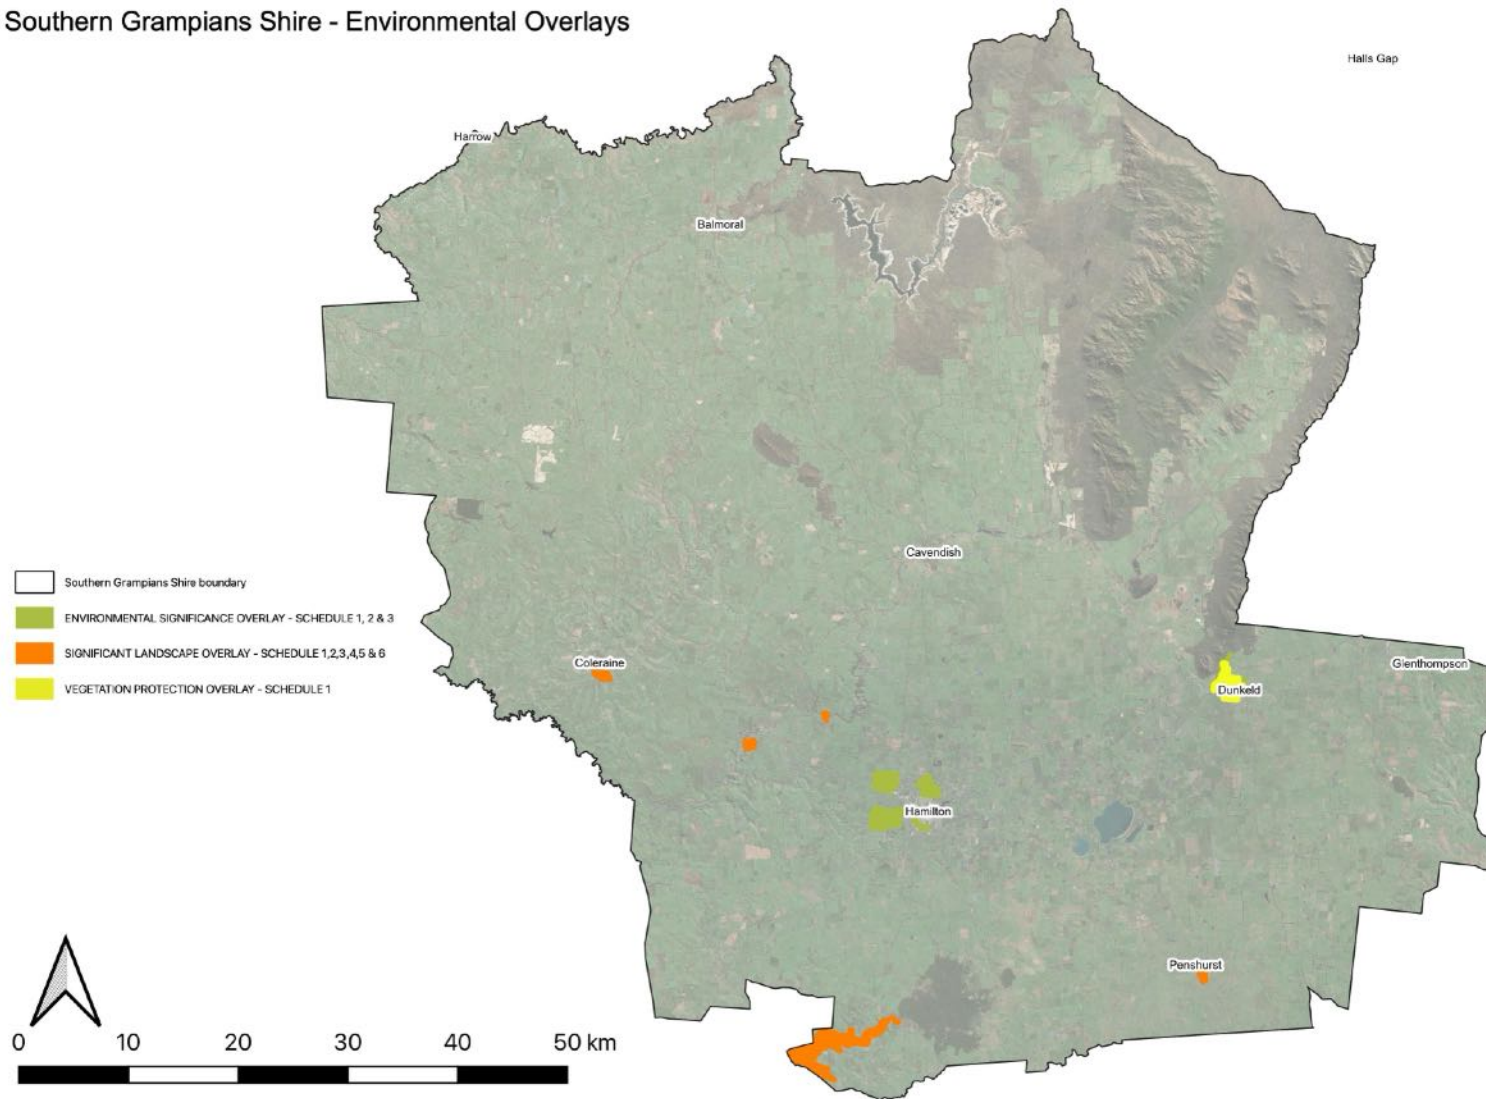 Southern Grampians Shire - Environmental Overlays
Halls Gap
Harrow
Balmoral
Cavendish
Southern Grampians Shire boundary
ENVIRONMENTAL SIGNIFICANCE OVERLAY - SCHEDULE 1, 2 & 3
SIGNIFICANT LANDSCAPE OVERLAY - SCHEDULE 1,2,3,4,5 & 6
VEGETATION PROTECTION OVERLAY - SCHEDULE 1
Coleraine
Glenthompson
Dunkeld
Hamilton
Penshurst
0 10 20 30 40 50 km